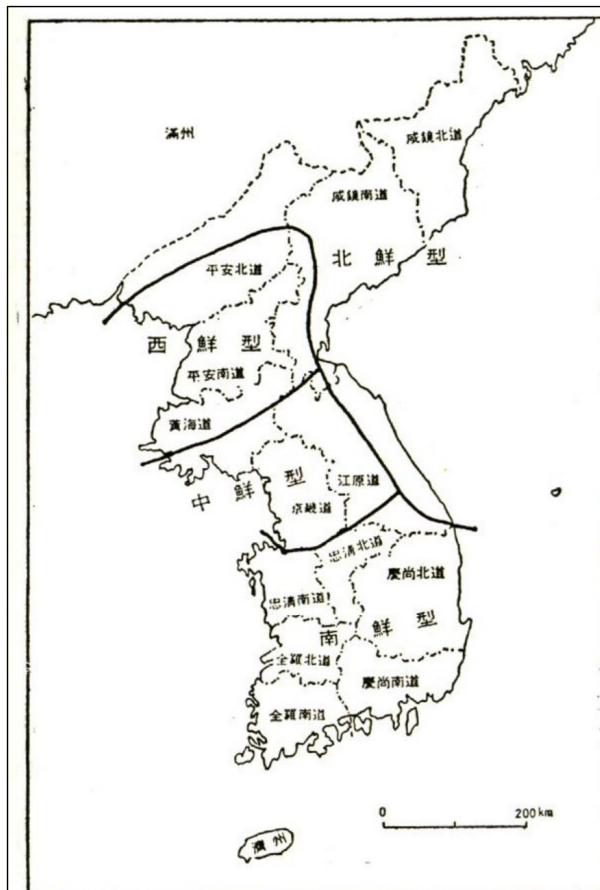 滿州
咸鏡北道
咸鏡南道
北鮮型
平安北道
西鮮型
平安南道
黃海道
中鮮型
江原道
京畿道
忠清北道
慶尚北道
忠清南道
南鮮型
全羅北道
慶尚南道
全羅南道
0 200km
濟州